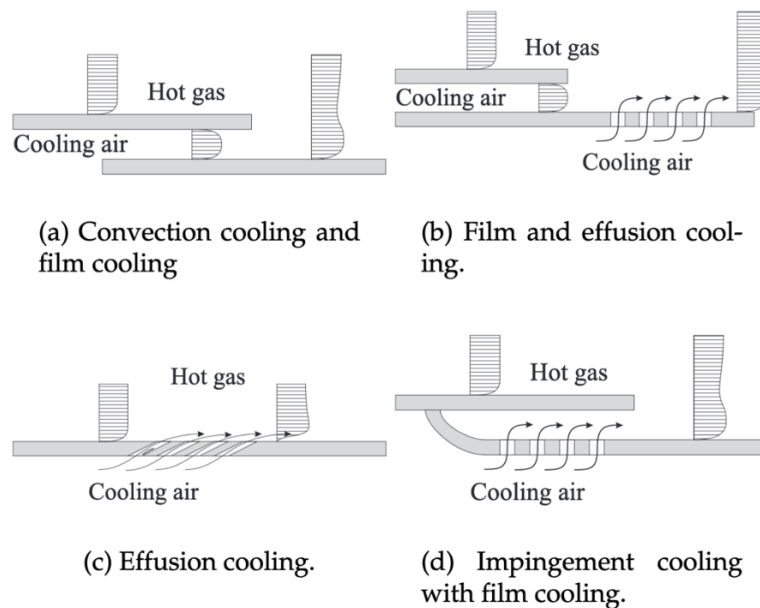 Hot gas
Cooling air
(a) Convection cooling and
film cooling
Hot gas
Cooling air
Cooling air
(b) Film and effusion cool-
ing.
Hot gas
Cooling air
(c) Effusion cooling.
Hot gas
Cooling air
(d) Impingement cooling
with film cooling.